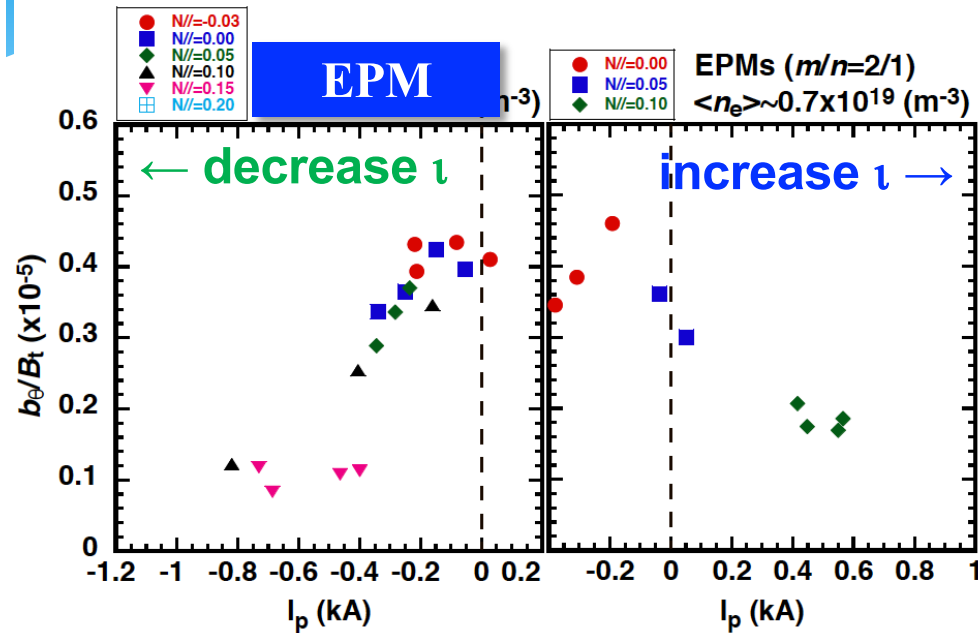 N//=-0.03
N//=0.00
N//=0.05
N//=0.10
N//=0.15
N//=0.20
EPM
-3)
N//=0.00
N//=0.05
N//=0.10
EPMs (m/n=2/1)
<ne>~0.7x10^19 (m^-3)
← decrease ι
increase ι →
bθ/Bt (x10^-5)
0.6
0.5
0.4
0.3
0.2
0.1
0
-1.2 -1 -0.8 -0.6 -0.4 -0.2 0 0.2
-0.2 0 0.2 0.4 0.6 0.8 1
Ip (kA)
Ip (kA)